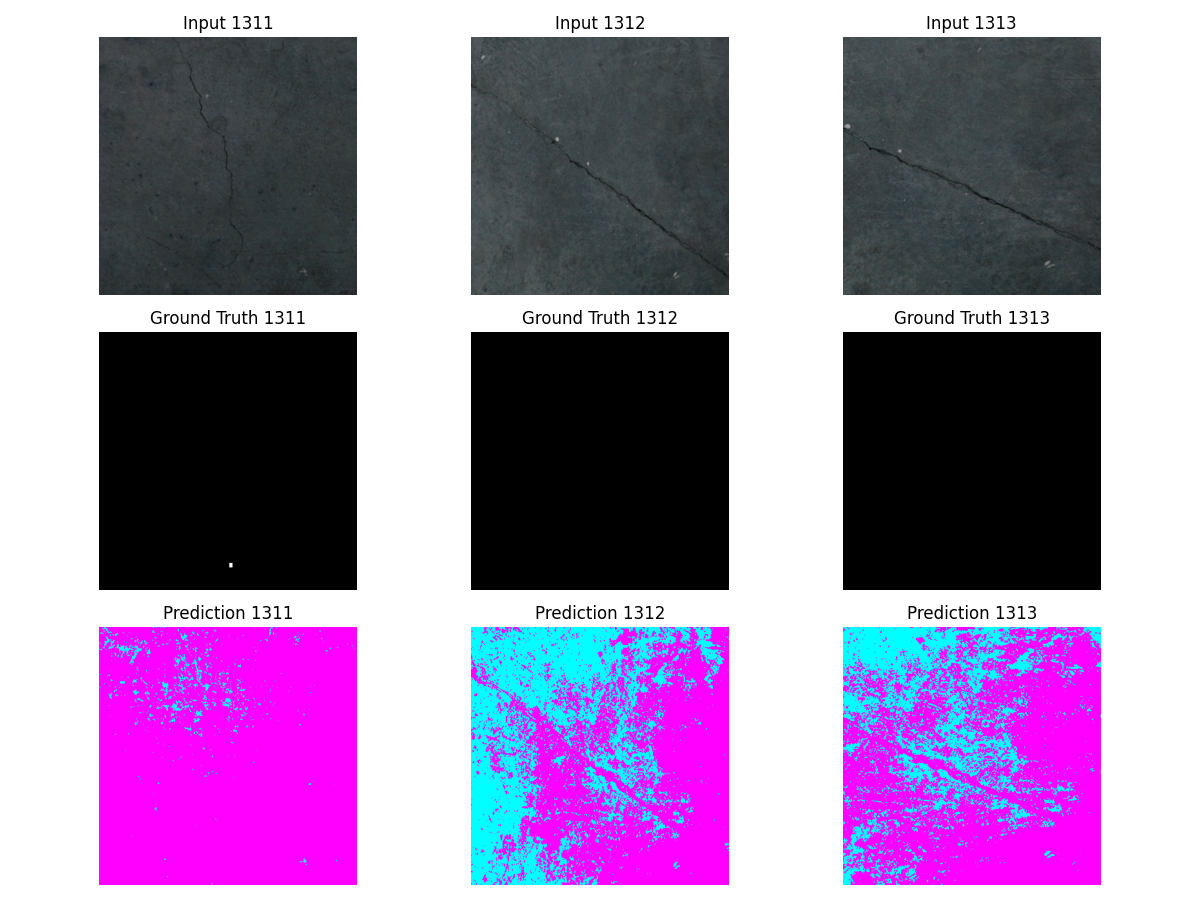 Input 1311
Input 1312
Input 1313
Ground Truth 1311
Ground Truth 1312
Ground Truth 1313
Prediction 1311
Prediction 1312
Prediction 1313